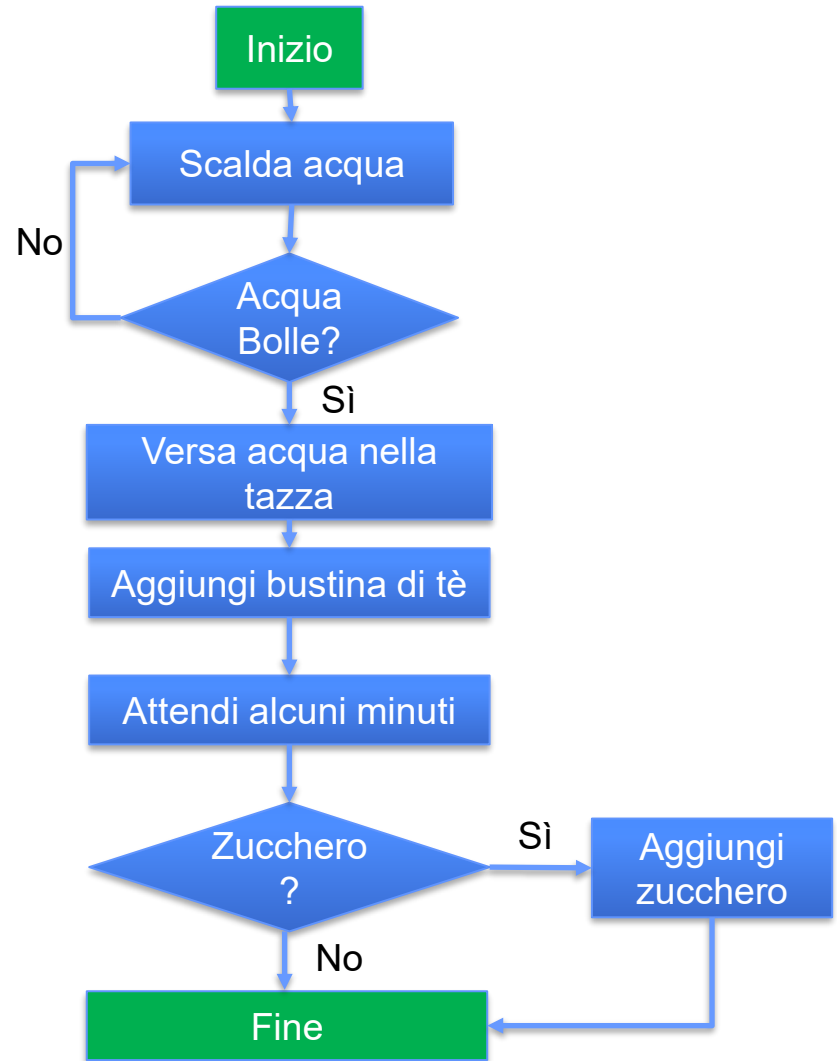 Inizio
Scalda acqua
No
Acqua
Bolle?
Sì
Versa acqua nella
tazza
Aggiungi bustina di tè
Attendi alcuni minuti
Zucchero
?
Sì
Aggiungi
zucchero
No
Fine